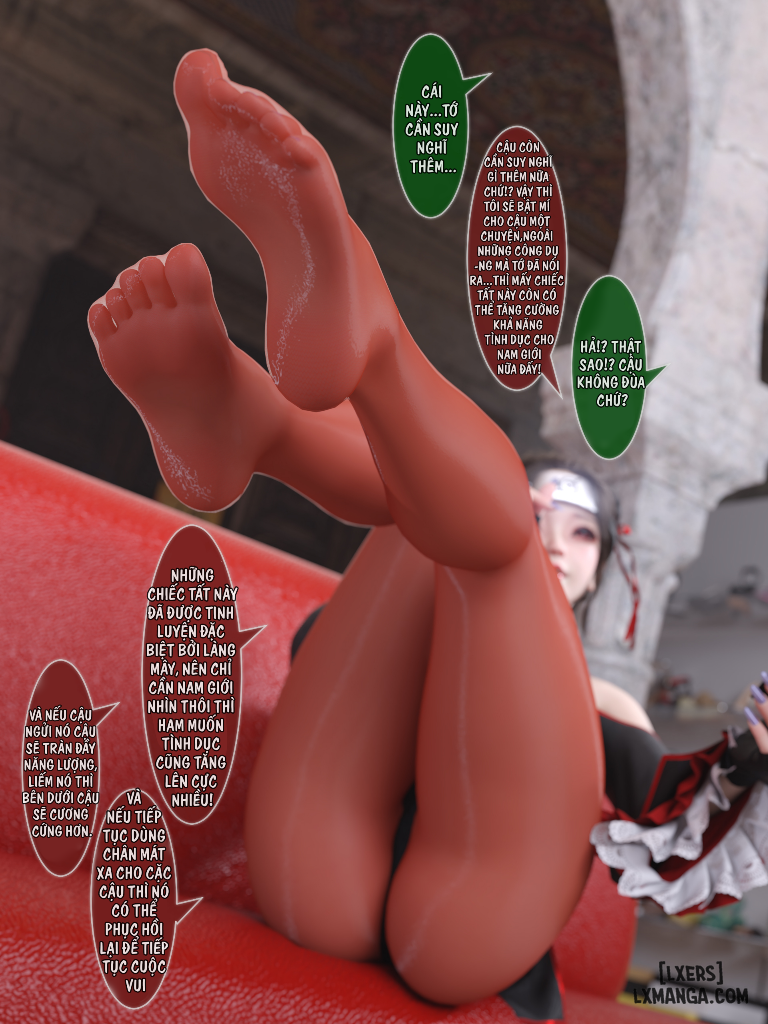 CÁI
NÀY...TỚ
CẦN SUY
NGHĨ
THÊM...
CẬU CÒN
CẦN SUY NGHĨ
GÌ THÊM NỮA
CHỨ!? VẬY THÌ
TÔI SẼ BẬT MÍ
CHO CẬU MỘT
CHUYỆN,NGOÀI
NHỮNG CÔNG DỤ
-NG MÀ TỚ ĐÃ NÓI
RA...THÌ MẤY CHIẾC
TẤT NÀY CÒN CÓ
THỂ TĂNG CƯỜNG
KHẢ NĂNG
TÌNH DỤC CHO
NAM GIỚI
NỮA ĐẤY!
HẢ!? THẬT
SAO!? CẬU
KHÔNG ĐÙA
CHỨ?
NHỮNG
CHIẾC TẤT NÀY
ĐÃ ĐƯỢC TINH
LUYỆN ĐẶC
BIỆT BỞI LÀNG
MÂY, NÊN CHỈ
CẦN NAM GIỚI
NHÌN THÔI THÌ
HAM MUỐN
TÌNH DỤC
CŨNG TĂNG
LÊN CỰC
NHIỀU!
VÀ NẾU CẬU
NGỬI NÓ CẬU
SẼ TRÀN ĐẦY
NĂNG LƯỢNG,
LIẾM NÓ THÌ
BÊN DƯỚI CẬU
SẼ CƯƠNG
CỨNG HƠN.
VÀ
NẾU TIẾP
TỤC DÙNG
CHÂN MÁT
XA CHO CẶC
CẬU THÌ NÓ
CÓ THỂ
PHỤC HỒI
LẠI ĐỂ TIẾP
TỤC CUỘC
VUI
[LXERS]
LXMANGA.COM